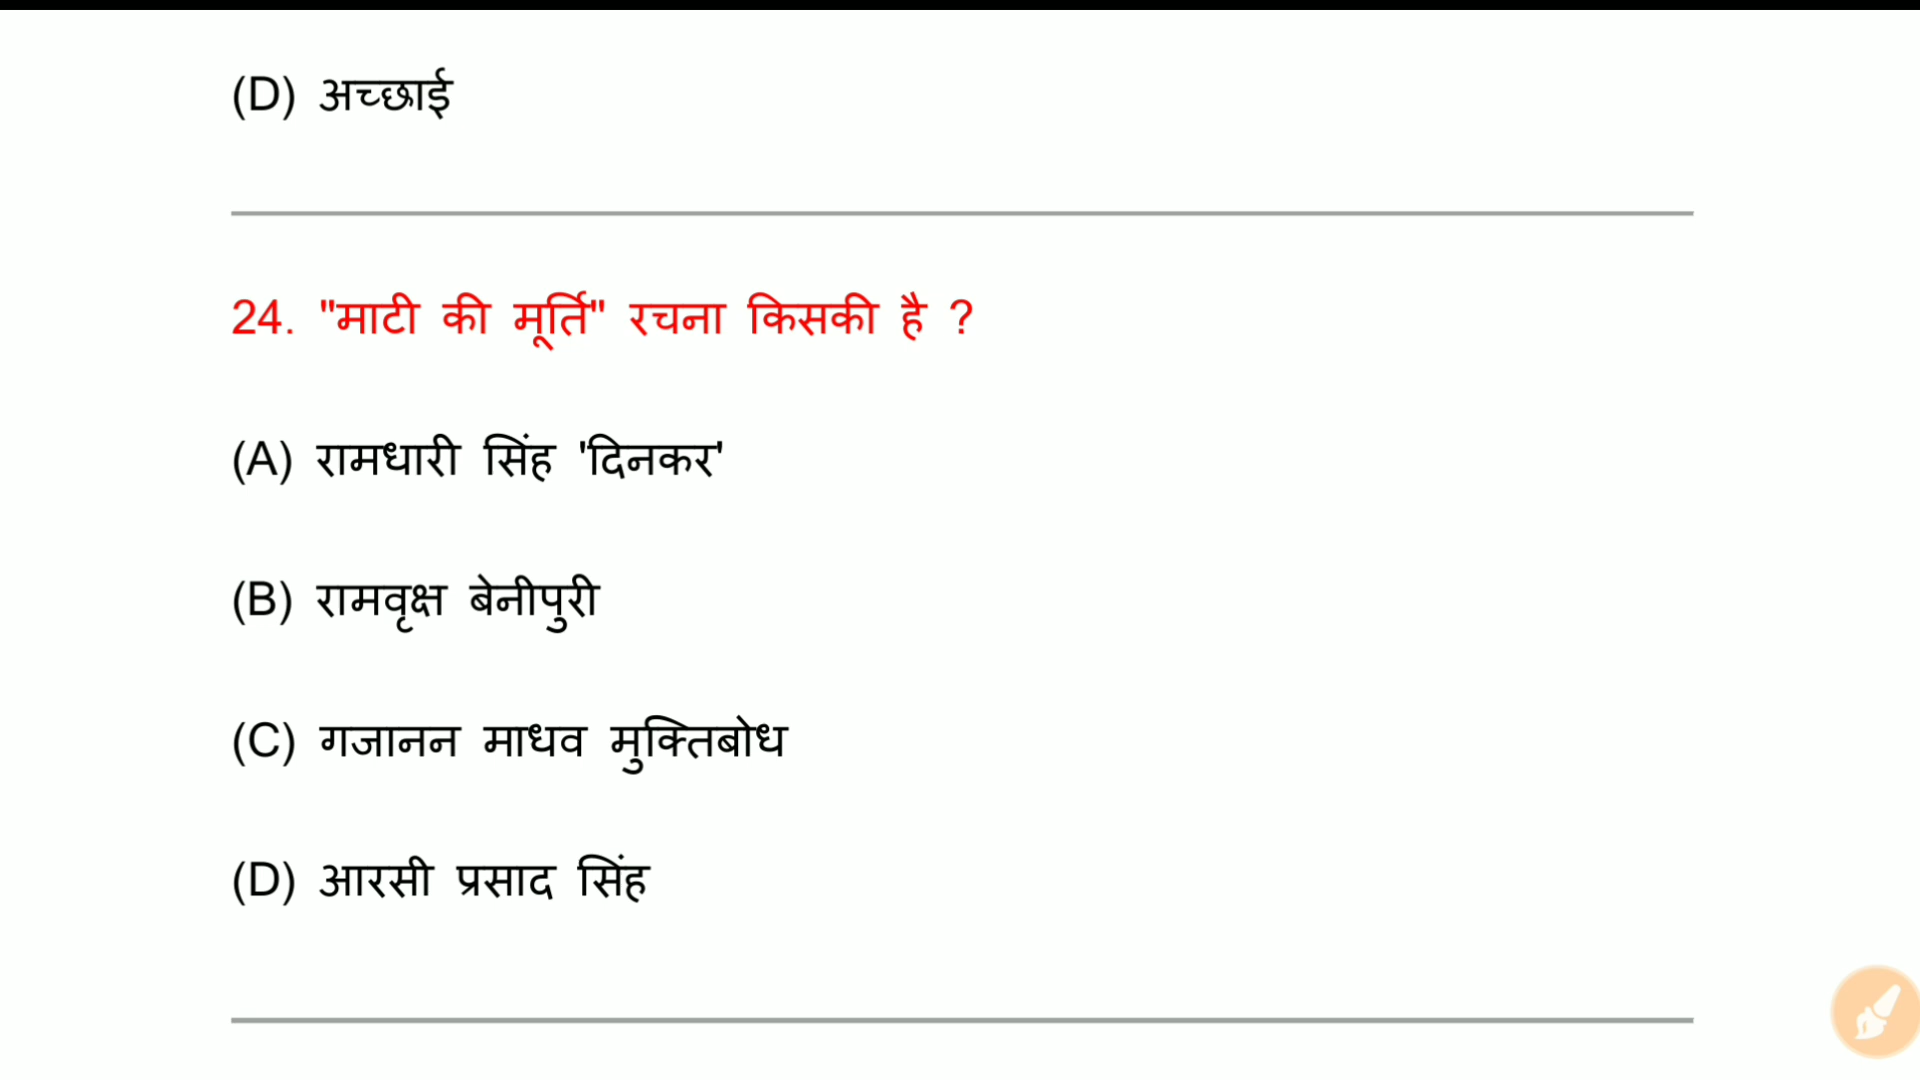 (D) अच्छाई
24. "माटी की मूर्ति" रचना किसकी है ?
(A) रामधारी सिंह 'दिनकर'
(B) रामवृक्ष बेनीपुरी
(C) गजानन माधव मुक्तिबोध
(D) आरसी प्रसाद सिंह